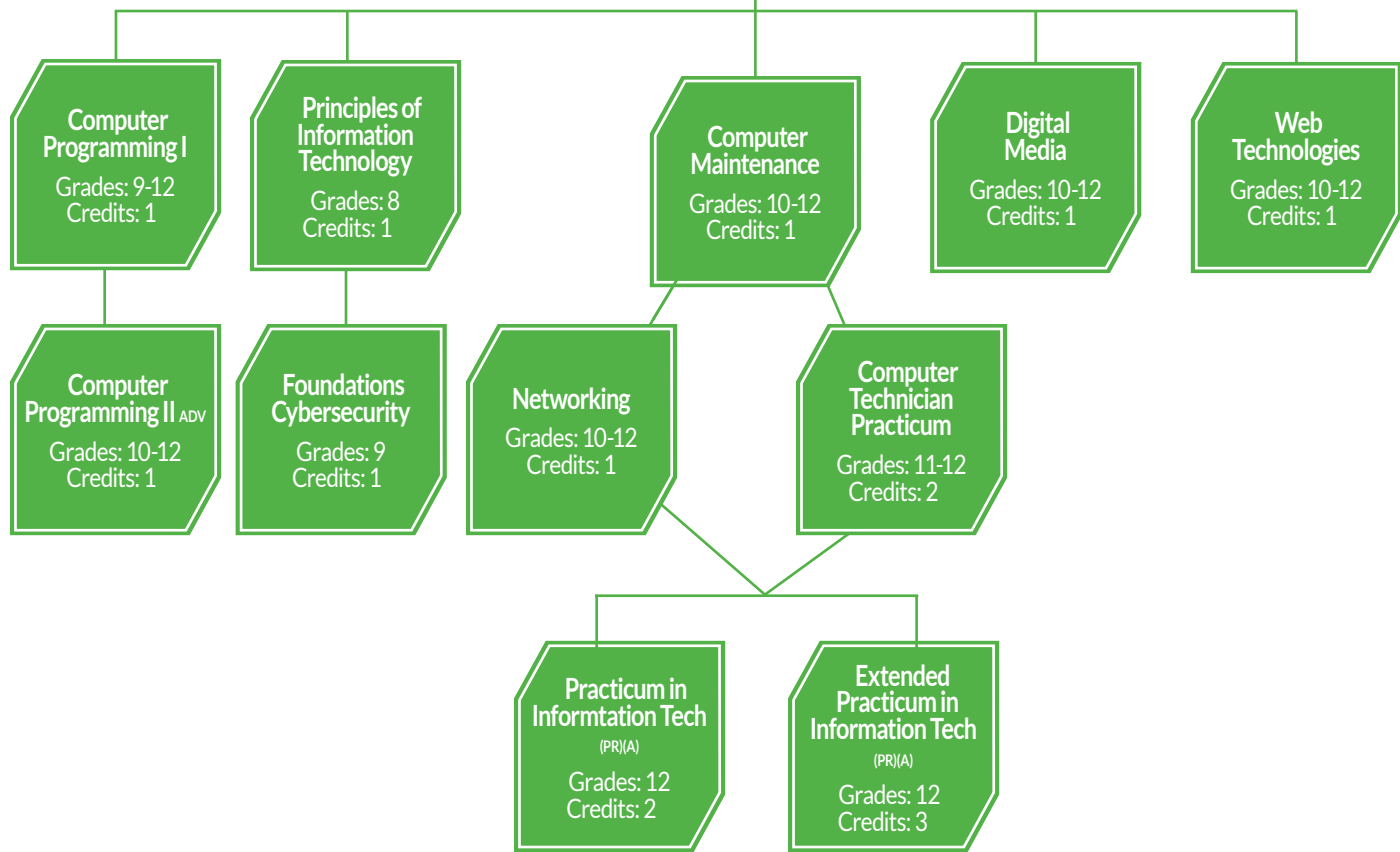 Computer
Programming I
Grades: 9-12
Credits: 1
Principles of
Information
Technology
Grades: 8
Credits: 1
Computer
Maintenance
Grades: 10-12
Credits: 1
Digital
Media
Grades: 10-12
Credits: 1
Web
Technologies
Grades: 10-12
Credits: 1
Computer
Programming II ADV
Grades: 10-12
Credits: 1
Foundations
Cybersecurity
Grades: 9
Credits: 1
Networking
Grades: 10-12
Credits: 1
Computer
Technician
Practicum
Grades: 11-12
Credits: 2
Practicum in
Informtation Tech
(PR)(A)
Grades: 12
Credits: 2
Extended
Practicum in
Information Tech
(PR)(A)
Grades: 12
Credits: 3